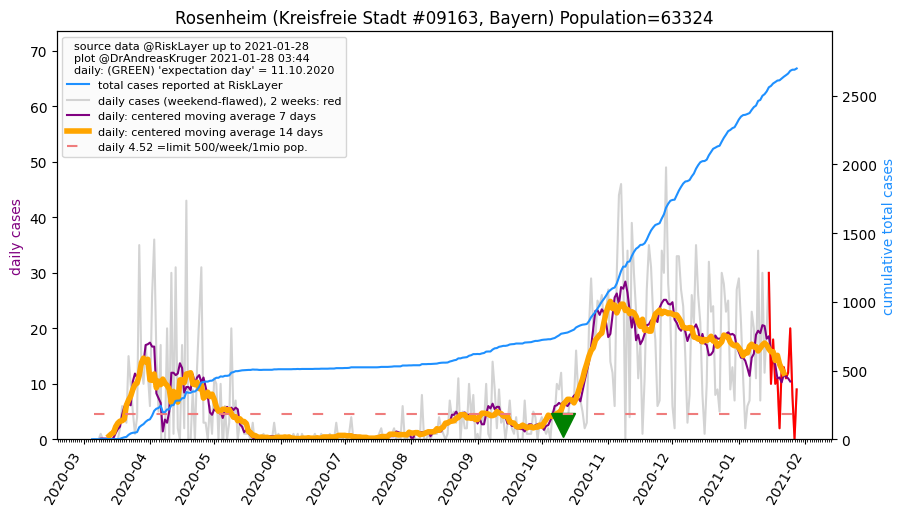 Rosenheim (Kreisfreie Stadt #09163, Bayern) Population=63324
source data @RiskLayer up to 2021-01-28
plot @DrAndreasKruger 2021-01-28 03:44
daily: (GREEN) 'expectation day' = 11.10.2020
total cases reported at RiskLayer
daily cases (weekend-flawed), 2 weeks: red
daily: centered moving average 7 days
daily: centered moving average 14 days
daily 4.52 =limit 500/week/1mio pop.
daily cases
70
60
50
40
30
20
10
0
cumulative total cases
2500
2000
1500
1000
500
0
2020-03
2020-04
2020-05
2020-06
2020-07
2020-08
2020-09
2020-10
2020-11
2020-12
2021-01
2021-02